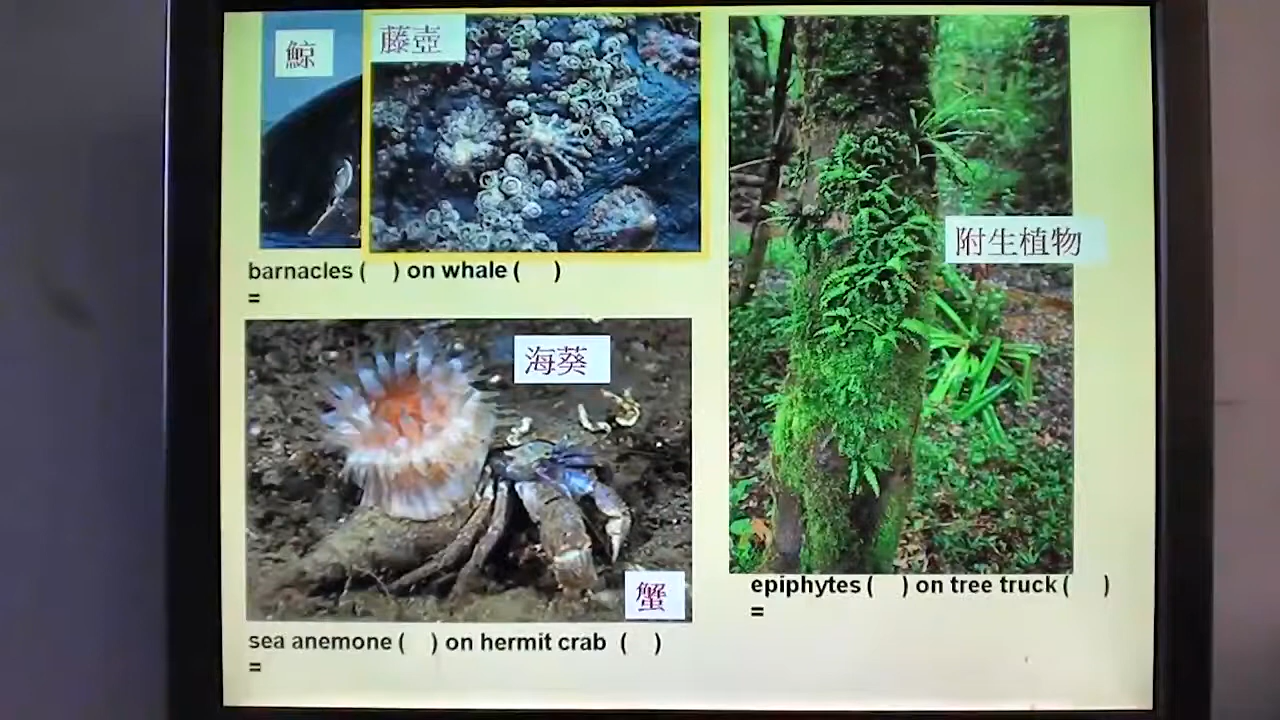 鯨
藤壺
barnacles (    ) on whale (    )
=
海葵
蟹
sea anemone (    ) on hermit crab  (    )
=
附生植物
epiphytes (    ) on tree truck (    )
=